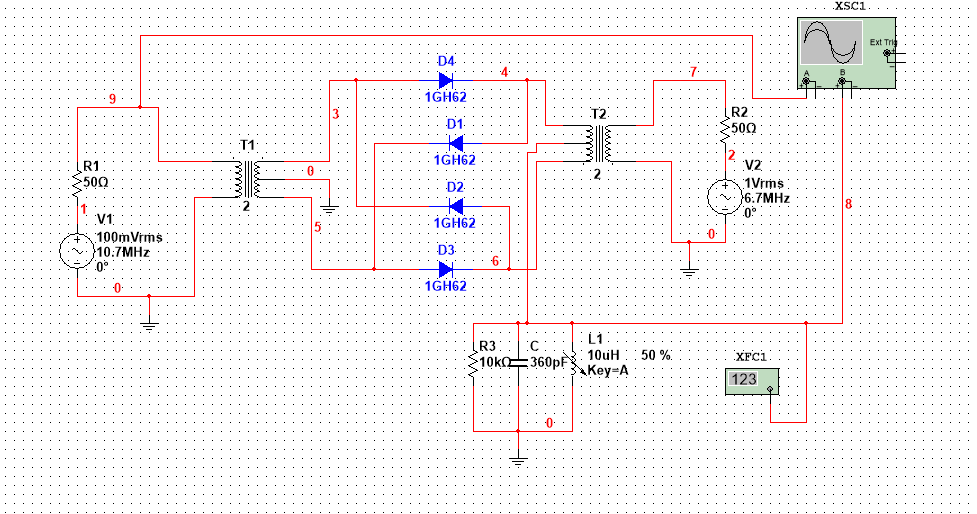 XSC1
Ext Trig
+
-
A
B
+ - + -
9
R1
50Ω
1
V1
100mVrms
10.7MHz
0°
0
T1
2
3
0
5
D4
1GH62
D1
1GH62
D2
1GH62
D3
1GH62
4
6
T2
2
7
R2
50Ω
2
V2
1Vrms
6.7MHz
0°
0
8
R3
10kΩ
C
360pF
L1
10uH 50 %
Key=A
0
XFC1
123